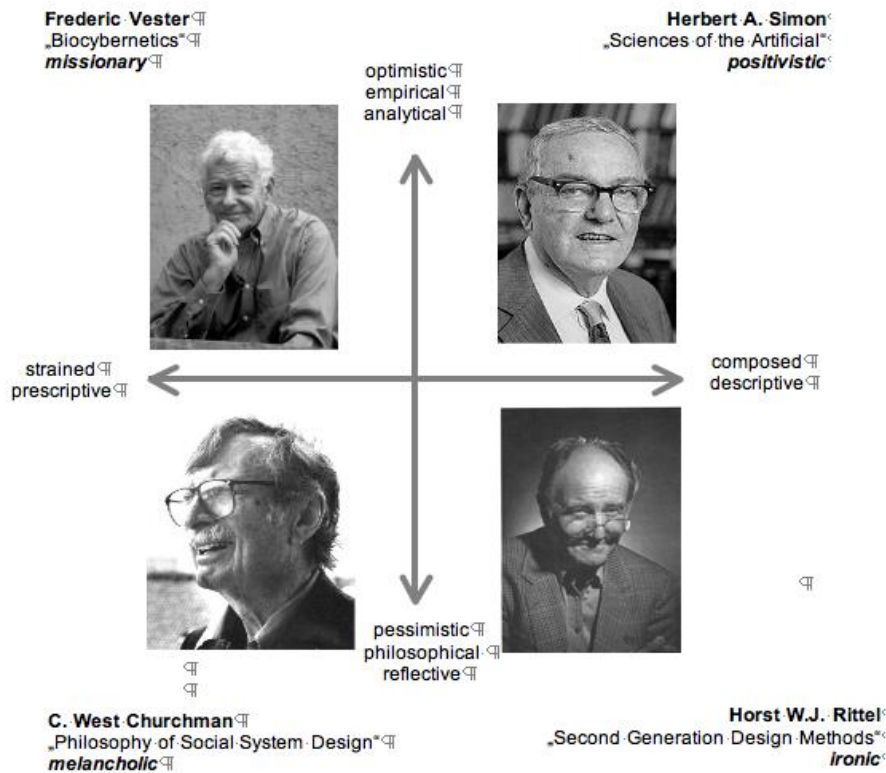 Frederic Vester
„Biocybernetics“
missionary
Herbert A. Simon
„Sciences of the Artificial“
positivistic
optimistic
empirical
analytical
strained
prescriptive
composed
descriptive
pessimistic
philosophical
reflective
C. West Churchman
„Philosophy of Social System Design“
melancholic
Horst W.J. Rittel
„Second Generation Design Methods“
ironic